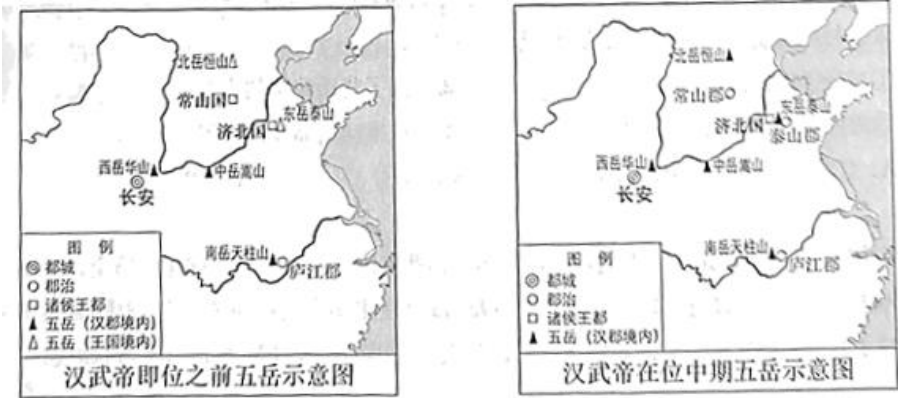 北岳恒山
常山国
济北国
东岳泰山
西岳华山
中岳嵩山
长安
南岳天柱山
庐江郡
图 例
都城
郡治
诸侯王都
五岳（汉郡境内）
五岳（王国境内）
汉武帝即位之前五岳示意图
北岳恒山
常山郡
济北国
东岳泰山
泰山郡
西岳华山
中岳嵩山
长安
南岳天柱山
庐江郡
图 例
都城
郡治
诸侯王都
五岳（汉郡境内）
汉武帝在位中期五岳示意图